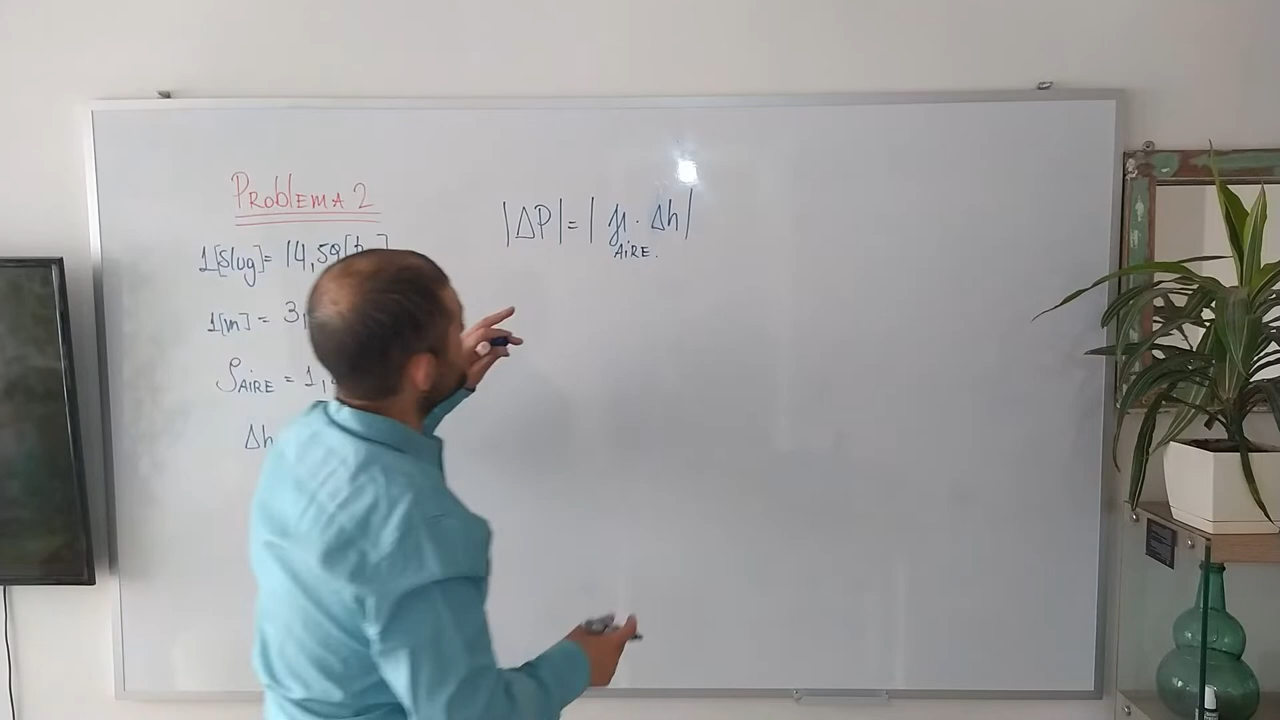 Problema 2
1[Slug]= 14,59[
1[m] = 3,
ρAIRE = 1,
Δh
|ΔP|=| γ . Δh|
AIRE.